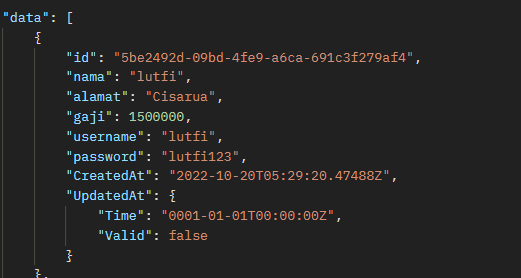 "data": [
{
"id": "5be2492d-09bd-4fe9-a6ca-691c3f279af4",
"nama": "lutfi",
"alamat": "Cisarua",
"gaji": 1500000,
"username": "lutfi",
"password": "lutfi123",
"CreatedAt": "2022-10-20T05:29:20.47488Z",
"UpdatedAt": {
"Time": "0001-01-01T00:00:00Z",
"Valid": false
}
},